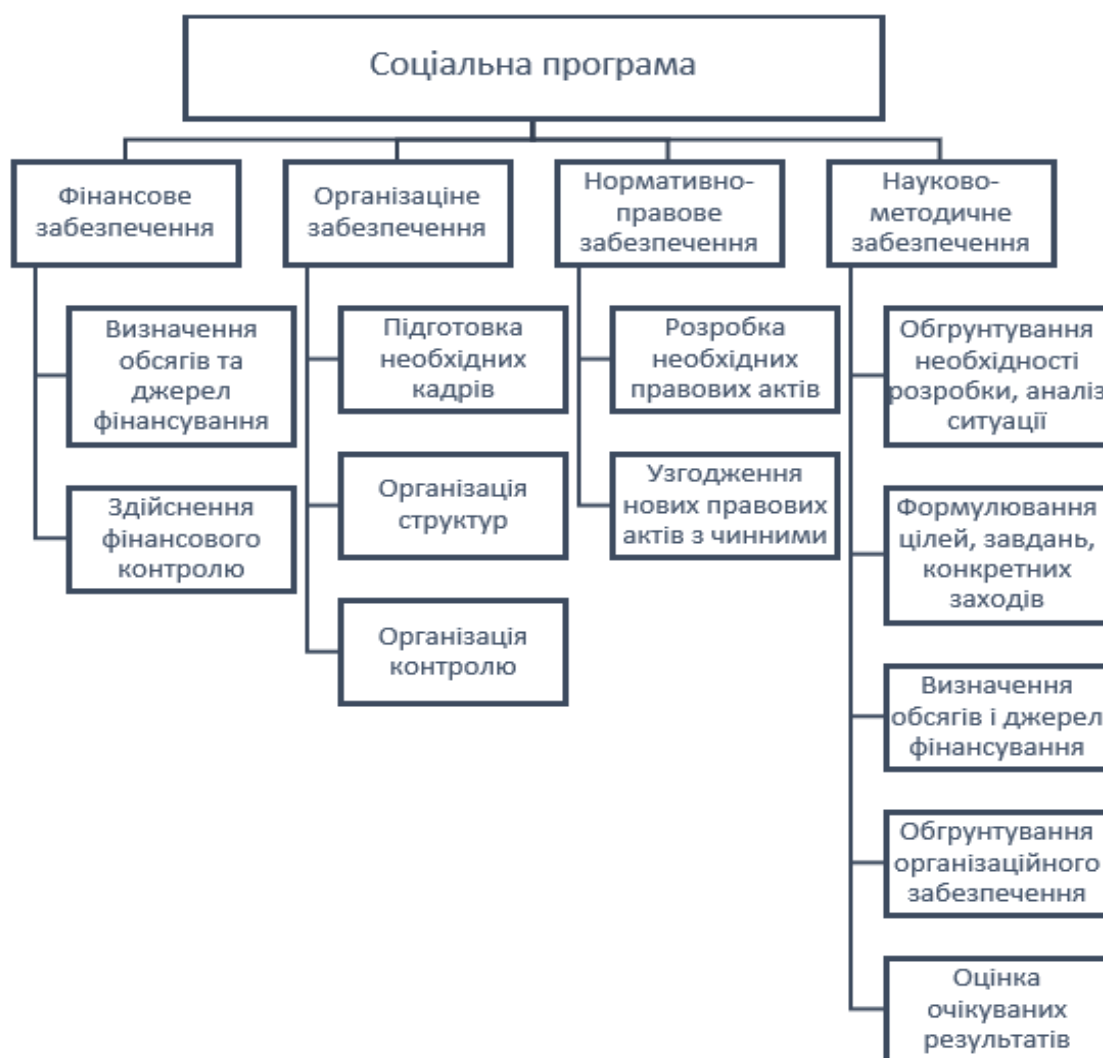 Соціальна програма
Фінансове
забезпечення
Організаціне
забезпечення
Нормативно-
правове
забезпечення
Науково-
методичне
забезпечення
Визначення
обсягів та
джерел
фінансування
Здійснення
фінансового
контролю
Підготовка
необхідних
кадрів
Організація
структур
Організація
контролю
Розробка
необхідних
правових актів
Узгодження
нових правових
актів з чинними
Обгрунтування
необхідності
розробки, аналіз
ситуації
Формулювання
цілей, завдань,
конкретних
заходів
Визначення
обсягів і джерел
фінансування
Обгрунтування
організаційного
забезпечення
Оцінка
очікуваних
результатів